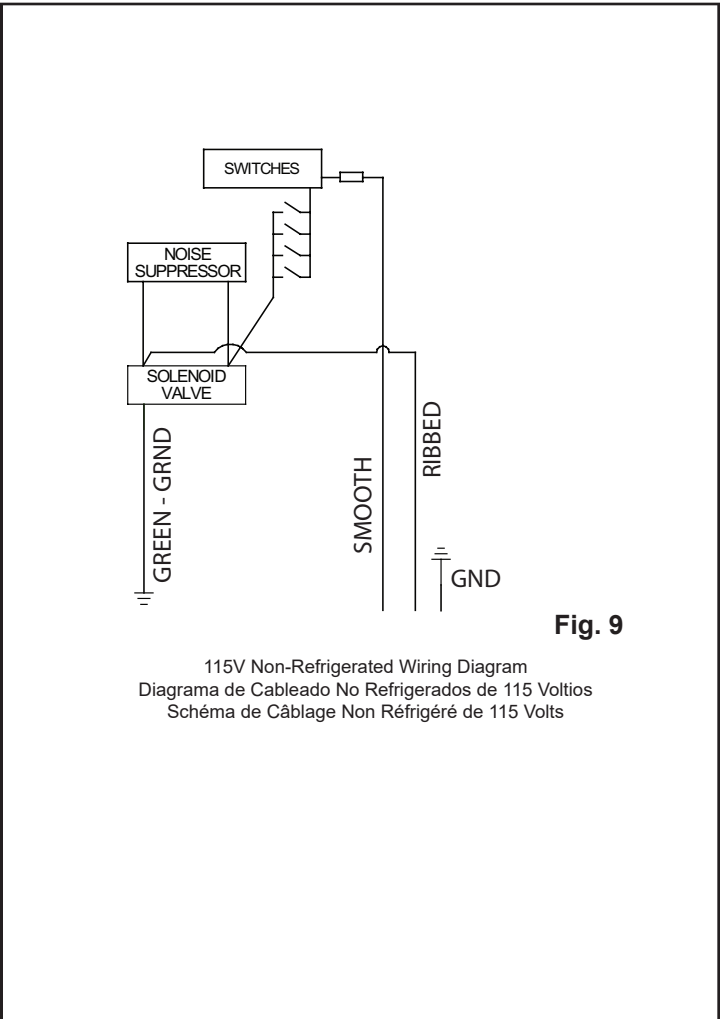 SWITCHES
NOISE
SUPPRESSOR
SOLENOID
VALVE
GREEN - GRND
SMOOTH
RIBBED
GND
Fig. 9
115V Non-Refrigerated Wiring Diagram
Diagrama de Cableado No Refrigerados de 115 Voltios
Schéma de Câblage Non Réfrigéré de 115 Volts